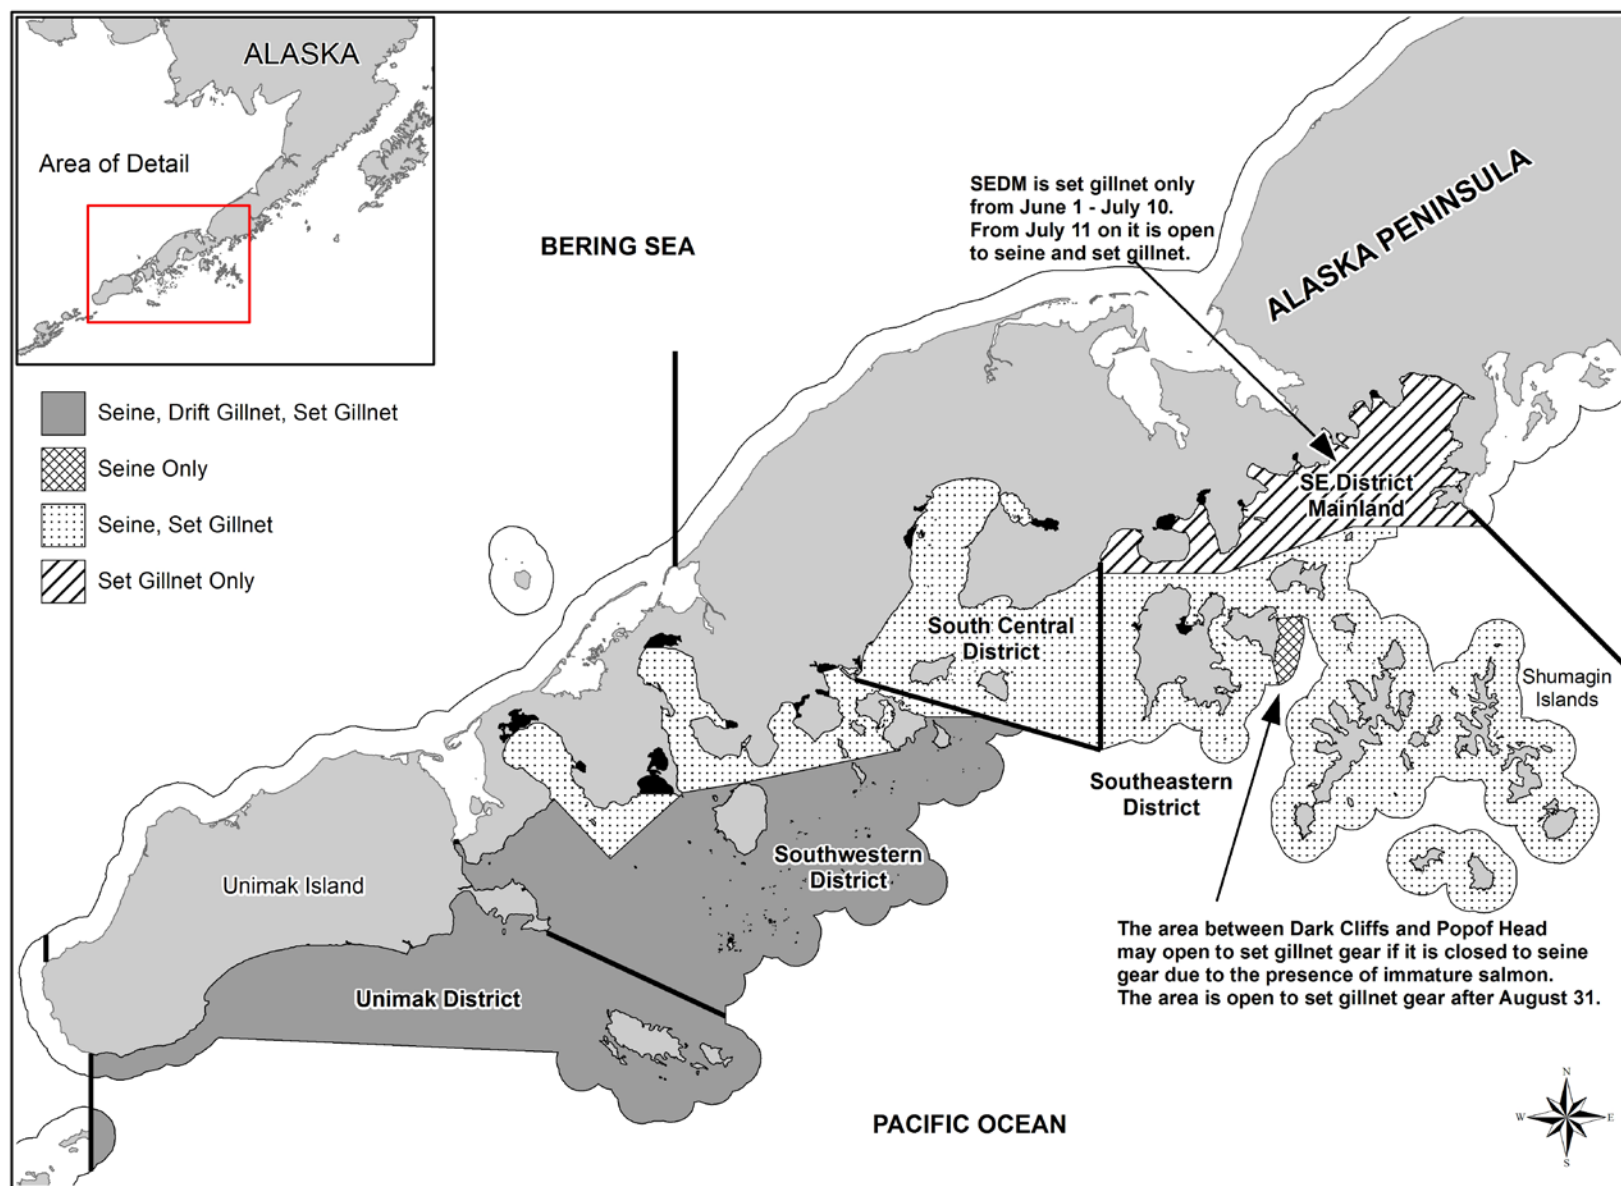 ALASKA
Area of Detail
Seine, Drift Gillnet, Set Gillnet
Seine Only
Seine, Set Gillnet
Set Gillnet Only
BERING SEA
SEDM is set gillnet only
from June 1 - July 10.
From July 11 on it is open
to seine and set gillnet.
ALASKA PENINSULA
SE District
Mainland
South Central
District
Shumagin
Islands
Southeastern
District
Southwestern
District
Unimak Island
Unimak District
The area between Dark Cliffs and Popof Head
may open to set gillnet gear if it is closed to seine
gear due to the presence of immature salmon.
The area is open to set gillnet gear after August 31.
PACIFIC OCEAN
N
W
E
S